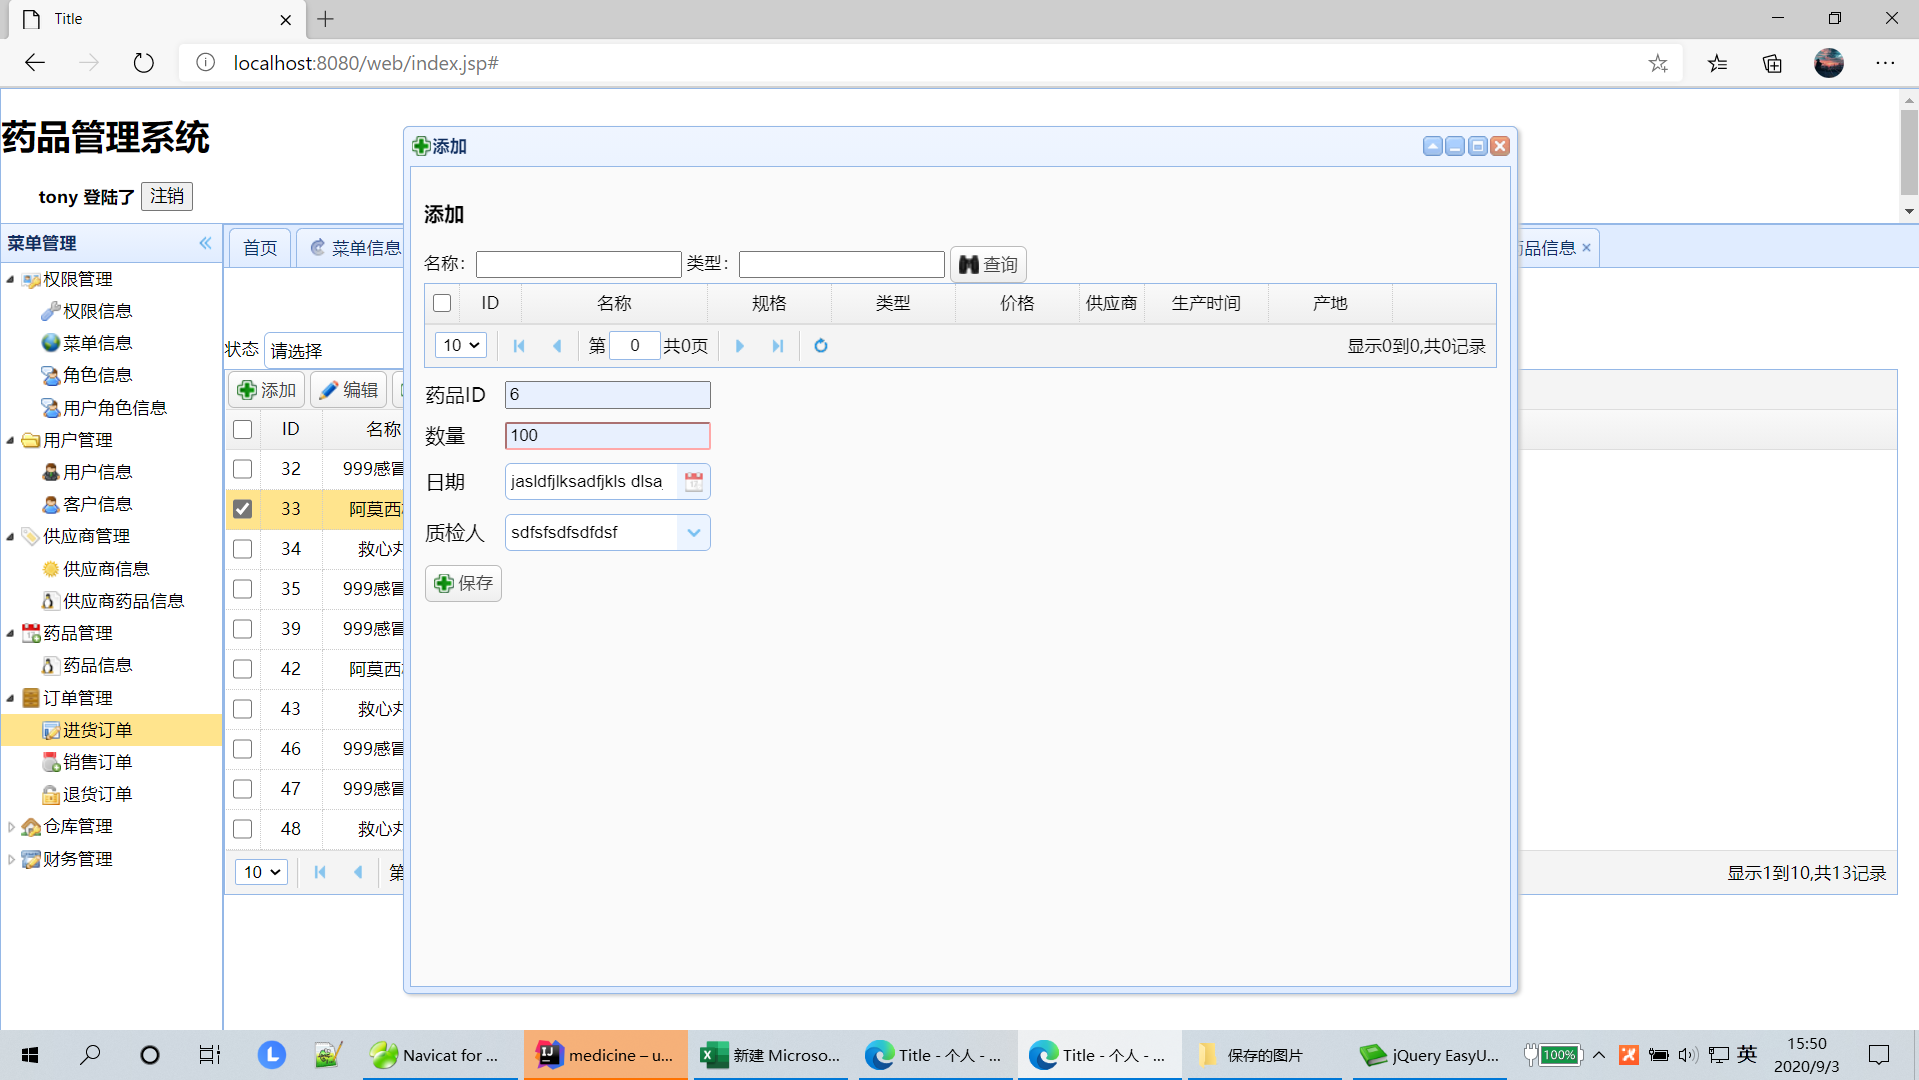 Title
localhost:8080/web/index.jsp#
药品管理系统
tony 登陆了 注销
菜单管理
权限管理
权限信息
菜单信息
角色信息
用户角色信息
用户管理
用户信息
客户信息
供应商管理
供应商信息
供应商药品信息
药品管理
药品信息
订单管理
进货订单
销售订单
退货订单
仓库管理
财务管理
首页 菜单信息 药品信息
状态 请选择
添加 编辑
ID 名称
32 999感冒
33 阿莫西
34 救心丸
35 999感冒
39 999感冒
42 阿莫西
43 救心丸
46 999感冒
47 999感冒
48 救心丸
10 第
显示1到10,共13记录
添加
添加
名称: 类型: 查询
ID 名称 规格 类型 价格 供应商 生产时间 产地
10 第 0 共0页 显示0到0,共0记录
药品ID 6
数量 100
日期 jasldfjlksadfjkls dlsa
质检人 sdfsfsdfsdfdsf
保存
Navicat for ... medicine – u... 新建 Microso... Title - 个人 - ... Title - 个人 - ... 保存的图片 jQuery EasyU... 100% 英 15:50
2020/9/3